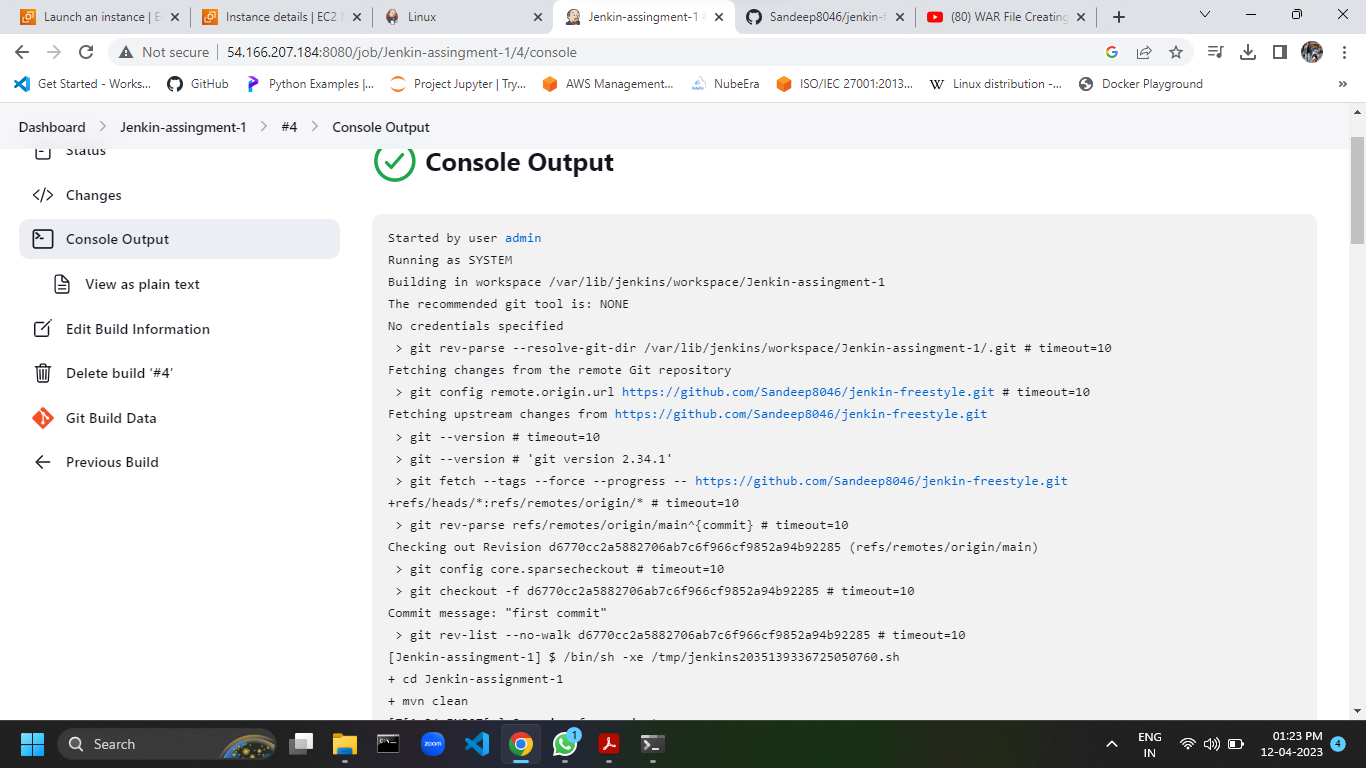 Launch an instance | E
Instance details | EC2
Linux
Jenkin-assingment-1
Sandeep8046/jenkin-f
(80) WAR File Creating
Not secure
54.166.207.184:8080/job/Jenkin-assingment-1/4/console
Get Started - Works...
GitHub
Python Examples |...
Project Jupyter | Try...
AWS Management...
NubeEra
ISO/IEC 27001:2013...
Linux distribution -...
Docker Playground
»
Dashboard
Jenkin-assingment-1
#4
Console Output
Status
Changes
Console Output
View as plain text
Edit Build Information
Delete build ‘#4’
Git Build Data
Previous Build
Console Output
Started by user admin
Running as SYSTEM
Building in workspace /var/lib/jenkins/workspace/Jenkin-assingment-1
The recommended git tool is: NONE
No credentials specified
> git rev-parse --resolve-git-dir /var/lib/jenkins/workspace/Jenkin-assingment-1/.git # timeout=10
Fetching changes from the remote Git repository
> git config remote.origin.url https://github.com/Sandeep8046/jenkin-freestyle.git # timeout=10
Fetching upstream changes from https://github.com/Sandeep8046/jenkin-freestyle.git
> git --version # timeout=10
> git --version # 'git version 2.34.1'
> git fetch --tags --force --progress -- https://github.com/Sandeep8046/jenkin-freestyle.git
+refs/heads/*:refs/remotes/origin/* # timeout=10
> git rev-parse refs/remotes/origin/main^{commit} # timeout=10
Checking out Revision d6770cc2a5882706ab7c6f966cf9852a94b92285 (refs/remotes/origin/main)
> git config core.sparsecheckout # timeout=10
> git checkout -f d6770cc2a5882706ab7c6f966cf9852a94b92285 # timeout=10
Commit message: "first commit"
> git rev-list --no-walk d6770cc2a5882706ab7c6f966cf9852a94b92285 # timeout=10
[Jenkin-assingment-1] $ /bin/sh -xe /tmp/jenkins2035139336725050760.sh
+ cd Jenkin-assignment-1
+ mvn clean
Search
zoom
1
ENG
IN
01:23 PM
12-04-2023
4